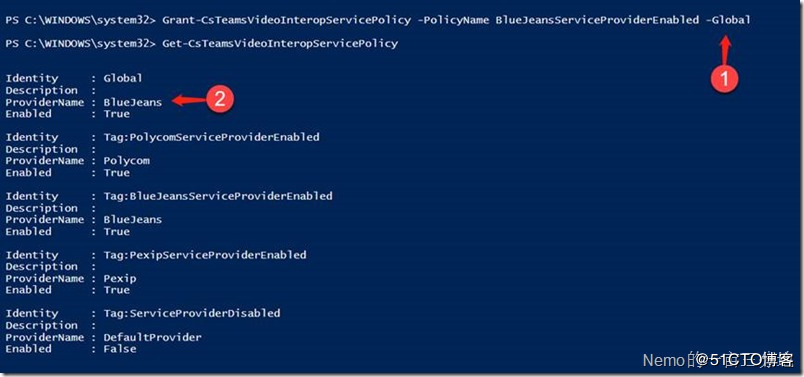 PS C:\WINDOWS\system32> Grant-CsTeamsVideoInteropServicePolicy -PolicyName BlueJeansServiceProviderEnabled -Global
PS C:\WINDOWS\system32> Get-CsTeamsVideoInteropServicePolicy
1
Identity : Global
Description :
ProviderName : BlueJeans
2
Enabled : True
Identity : Tag:PolycomServiceProviderEnabled
Description :
ProviderName : Polycom
Enabled : True
Identity : Tag:BlueJeansServiceProviderEnabled
Description :
ProviderName : BlueJeans
Enabled : True
Identity : Tag:PexipServiceProviderEnabled
Description :
ProviderName : Pexip
Enabled : True
Identity : Tag:ServiceProviderDisabled
Description :
ProviderName : DefaultProvider
Enabled : False
Nemo的
@51CTO博客